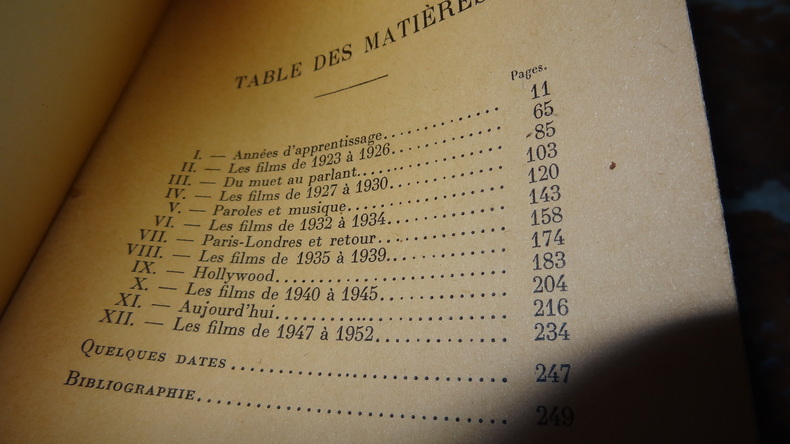 TABLE DES MATIÈRES
Pages.
I. — Années d'apprentissage............ 11
II. — Les films de 1923 à 1926............ 65
III. — Du muet au parlant............ 85
IV. — Les films de 1927 à 1930............ 103
V. — Paroles et musique............ 120
VI. — Les films de 1932 à 1934............ 143
VII. — Paris-Londres et retour............ 158
VIII. — Les films de 1935 à 1939............ 174
IX. — Hollywood............ 183
X. — Les films de 1940 à 1945............ 204
XI. — Aujourd'hui............ 216
XII. — Les films de 1947 à 1952............ 234
QUELQUES DATES............ 247
BIBLIOGRAPHIE............ 249